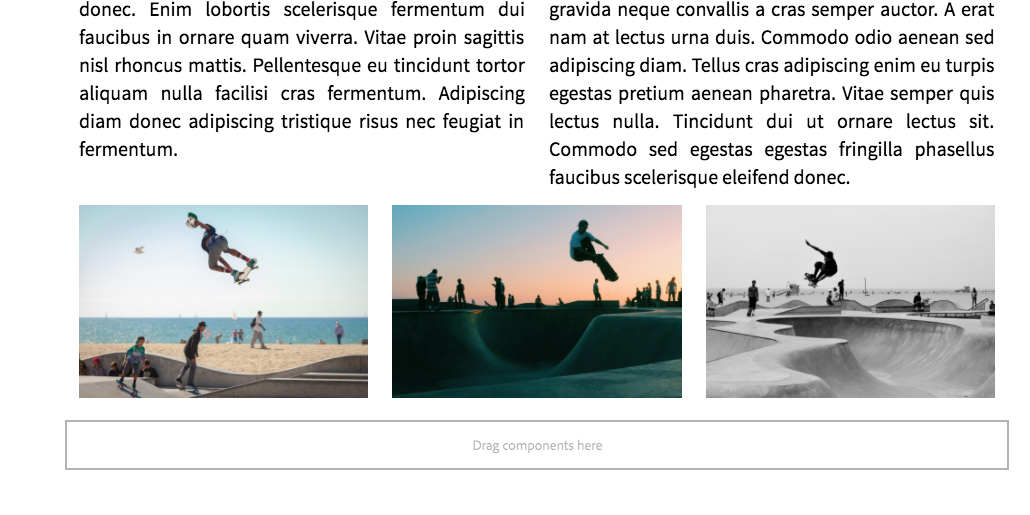 donec. Enim lobortis scelerisque fermentum dui
faucibus in ornare quam viverra. Vitae proin sagittis
nisl rhoncus mattis. Pellentesque eu tincidunt tortor
aliquam nulla facilisi cras fermentum. Adipiscing
diam donec adipiscing tristique risus nec feugiat in
fermentum.
gravida neque convallis a cras semper auctor. A erat
nam at lectus urna duis. Commodo odio aenean sed
adipiscing diam. Tellus cras adipiscing enim eu turpis
egestas pretium aenean pharetra. Vitae semper quis
lectus nulla. Tincidunt dui ut ornare lectus sit.
Commodo sed egestas egestas fringilla phasellus
faucibus scelerisque eleifend donec.
Drag components here